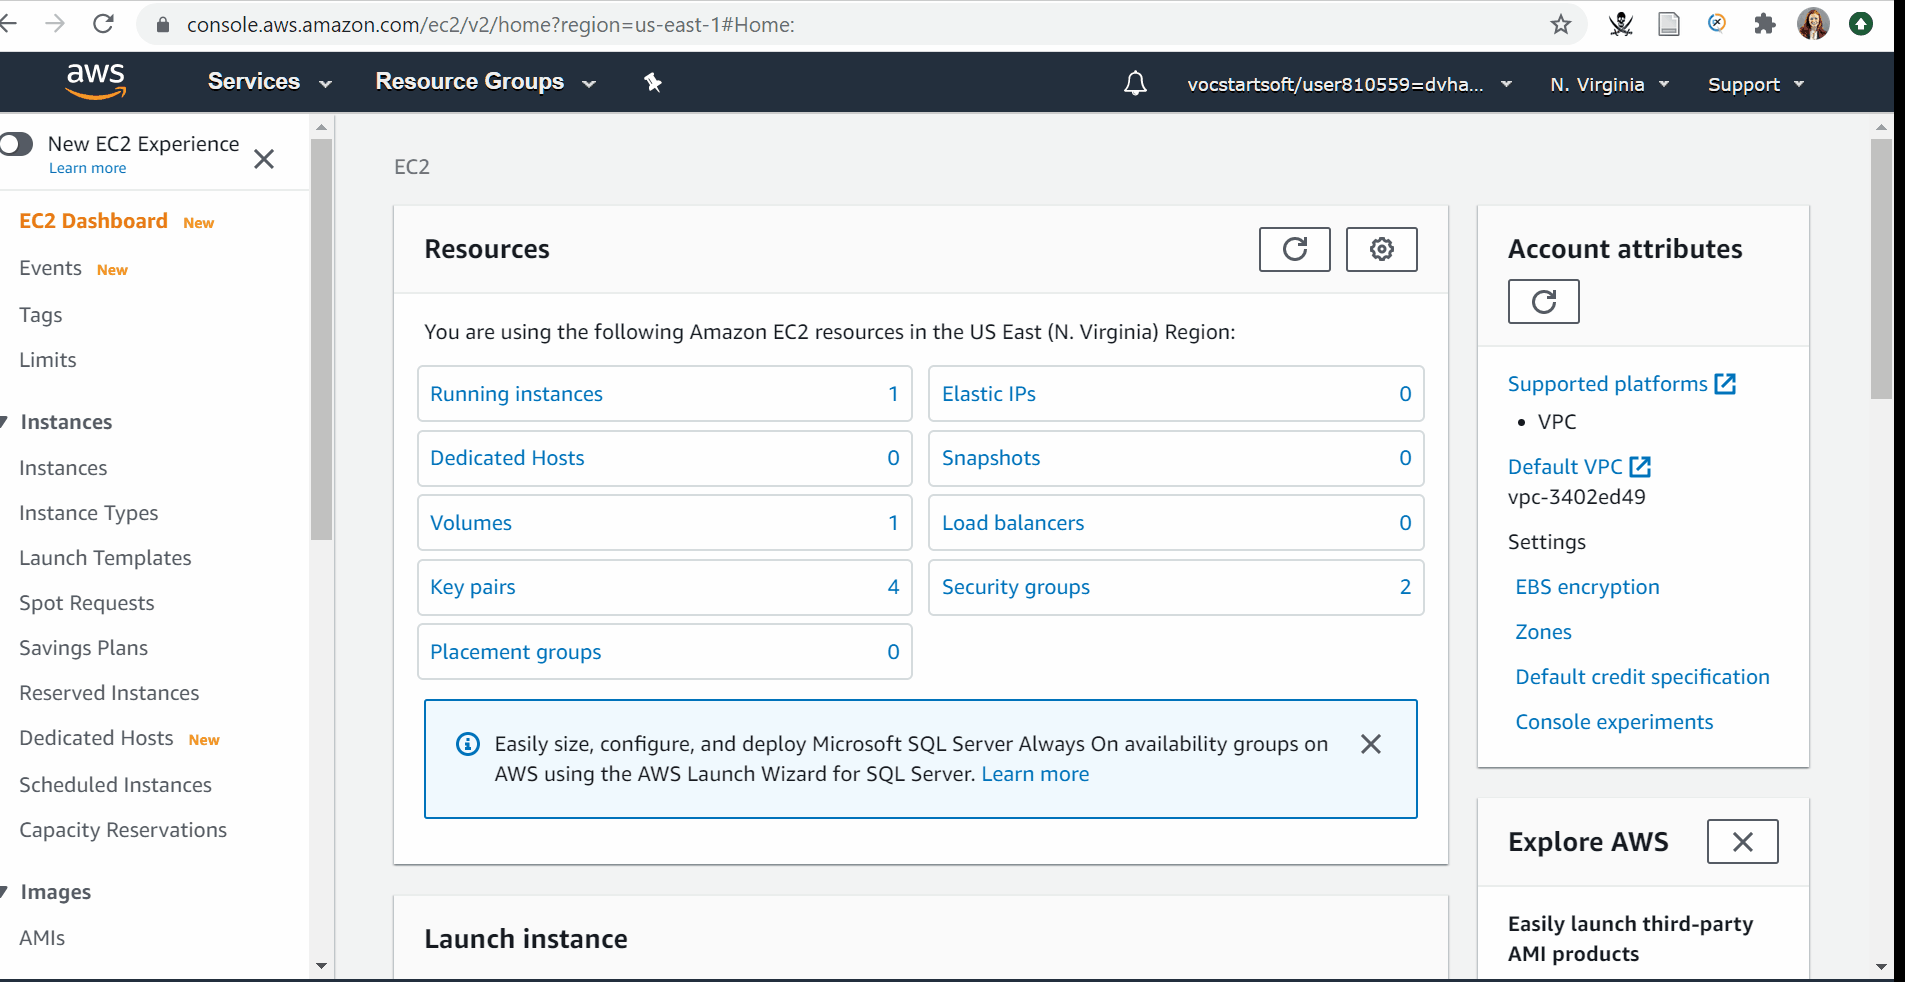 console.aws.amazon.com/ec2/v2/home?region=us-east-1#Home:
aws
Services
Resource Groups
vocstartsoft/user810559=dvha...
N. Virginia
Support
New EC2 Experience
Learn more
EC2 Dashboard New
Events New
Tags
Limits
Instances
Instances
Instance Types
Launch Templates
Spot Requests
Savings Plans
Reserved Instances
Dedicated Hosts New
Scheduled Instances
Capacity Reservations
Images
AMIs
EC2
Resources
You are using the following Amazon EC2 resources in the US East (N. Virginia) Region:
Running instances 1
Elastic IPs 0
Dedicated Hosts 0
Snapshots 0
Volumes 1
Load balancers 0
Key pairs 4
Security groups 2
Placement groups 0
Easily size, configure, and deploy Microsoft SQL Server Always On availability groups on
AWS using the AWS Launch Wizard for SQL Server. Learn more
Launch instance
Account attributes
Supported platforms
• VPC
Default VPC
vpc-3402ed49
Settings
EBS encryption
Zones
Default credit specification
Console experiments
Explore AWS
Easily launch third-party
AMI products